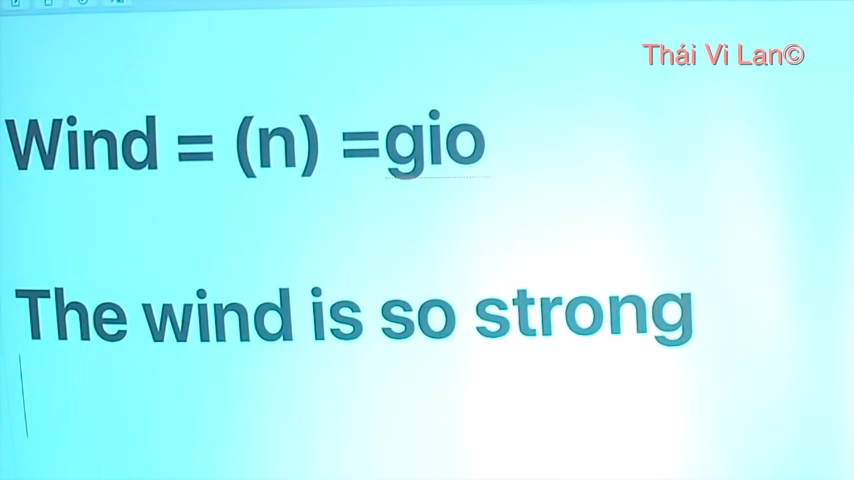 Thái Vi Lan©
Wind = (n) =gio
The wind is so strong